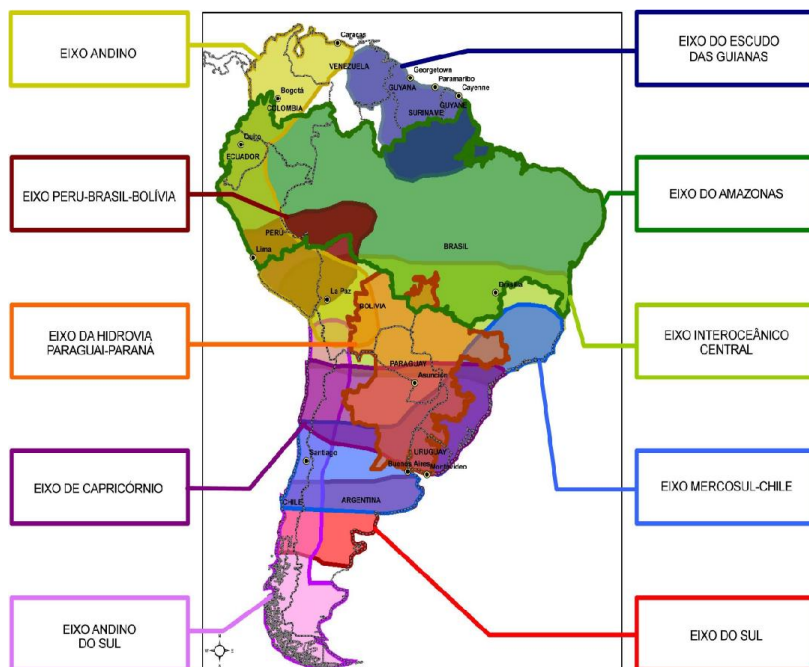 EIXO ANDINO
EIXO DO ESCUDO
DAS GUIANAS
EIXO PERU-BRASIL-BOLÍVIA
EIXO DO AMAZONAS
EIXO DA HIDROVIA
PARAGUAI-PARANÁ
EIXO INTEROCEÂNICO
CENTRAL
EIXO DE CAPRICÓRNIO
EIXO MERCOSUL-CHILE
EIXO ANDINO
DO SUL
EIXO DO SUL
Caracas
VENEZUELA
Georgetown
Paramaribo
GUYANA
Cayenne
Bogotá
COLOMBIA
GUYANE
SURINAME
Quito
ECUADOR
PERÚ
BRASIL
Lima
La Paz
BOLÍVIA
Brasília
PARAGUAY
Asunción
Santiago
URUGUAY
Buenos Aires
Montevideo
CHILE
ARGENTINA